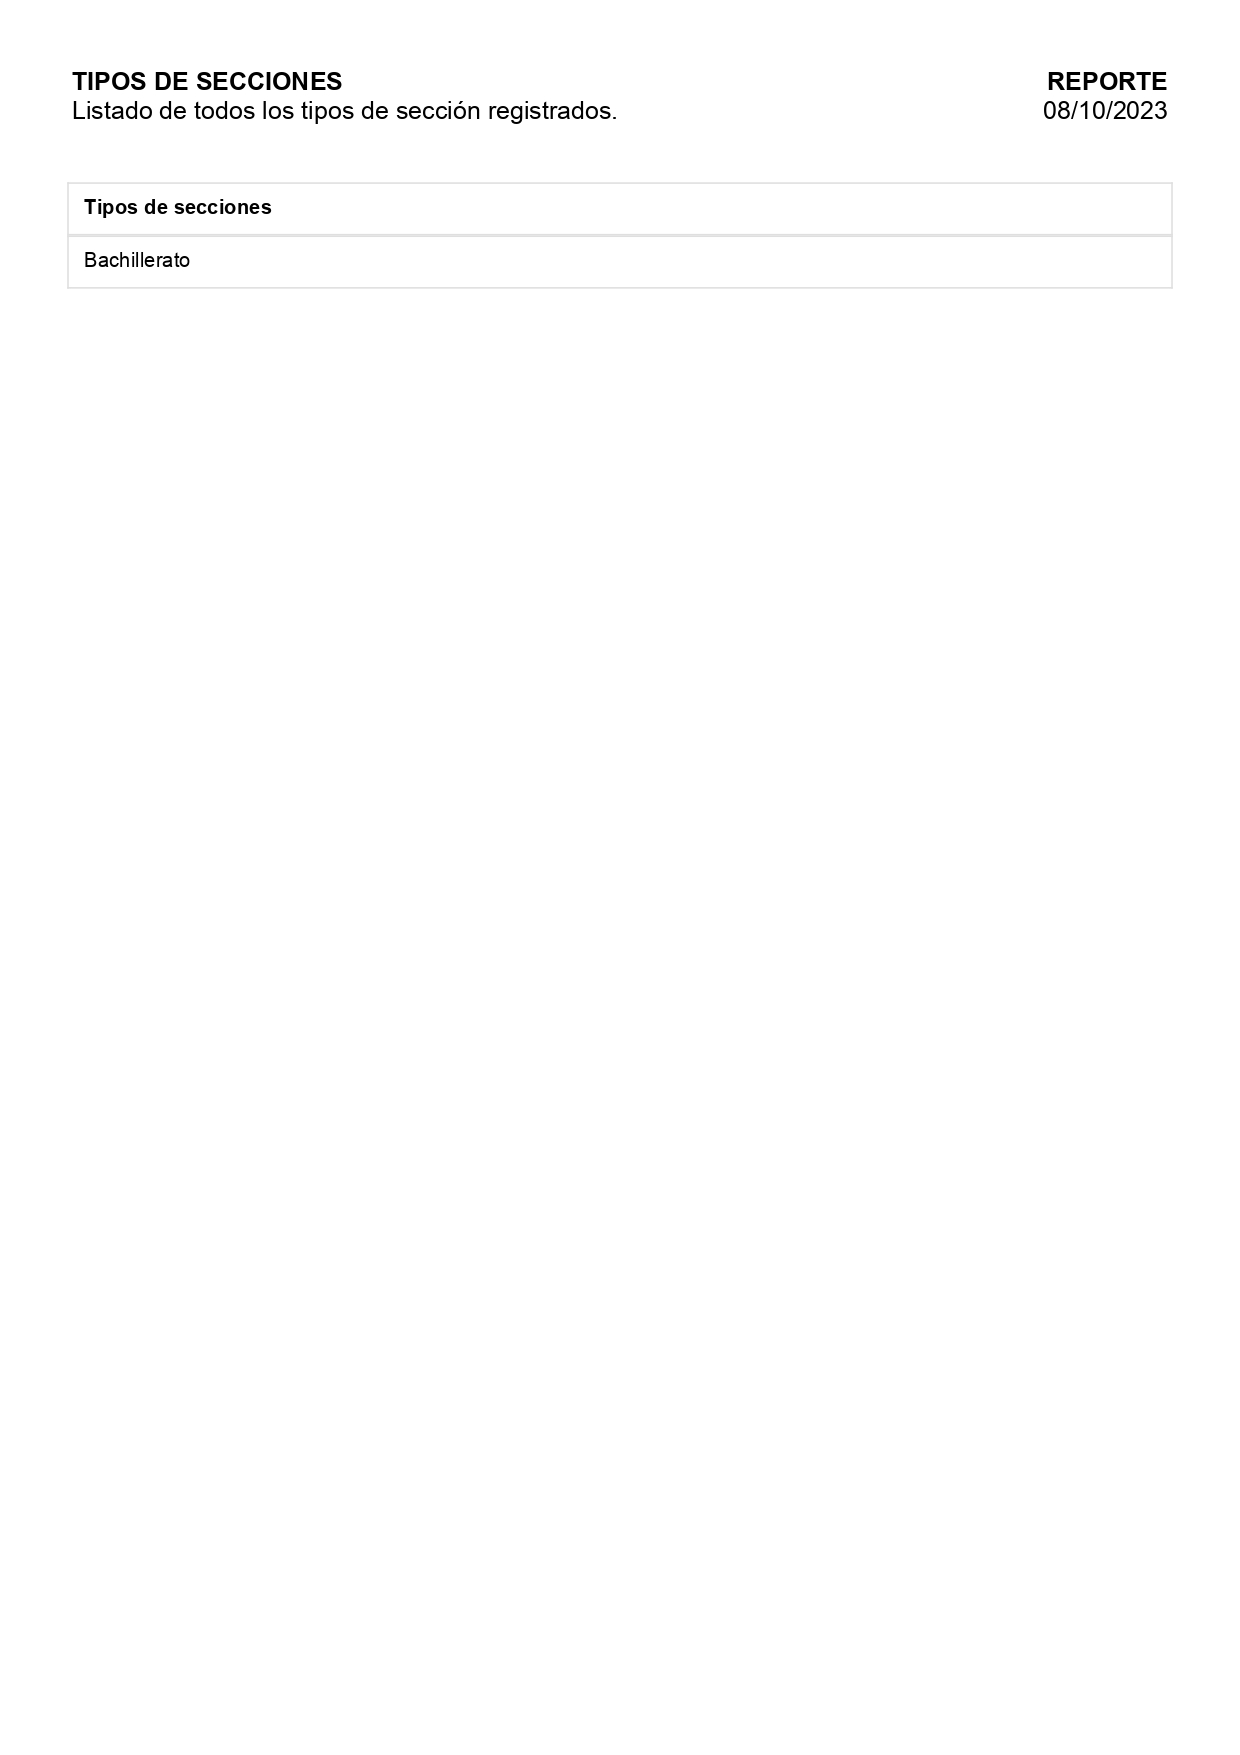 TIPOS DE SECCIONES
Listado de todos los tipos de sección registrados.
REPORTE
08/10/2023
Tipos de secciones
Bachillerato